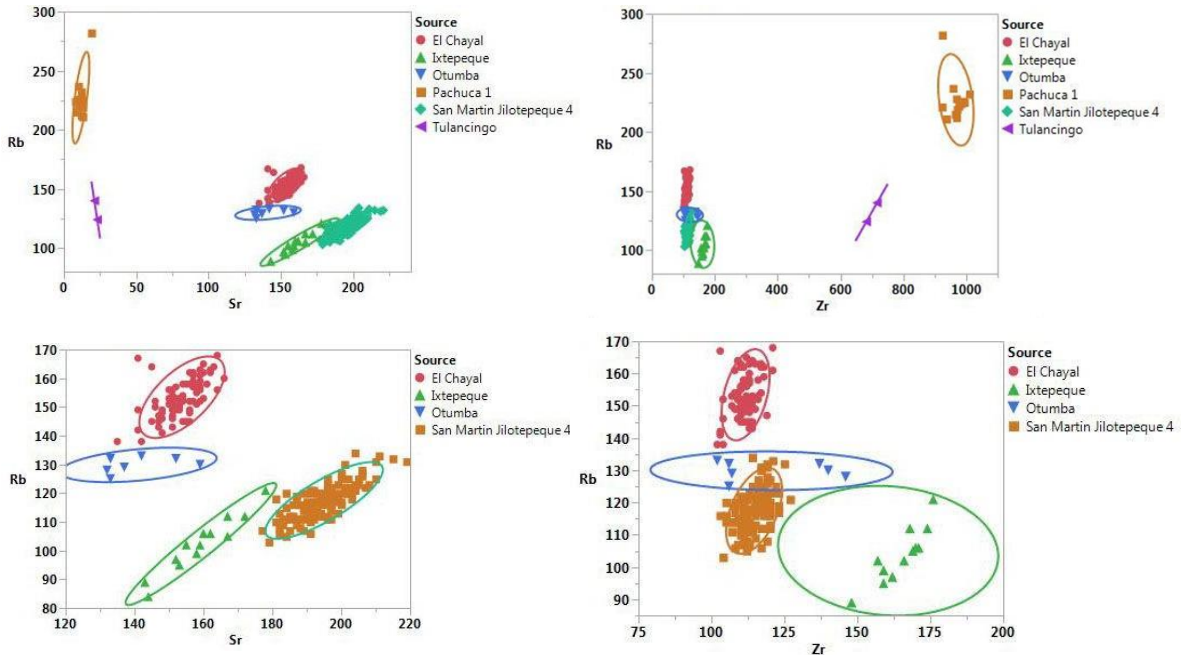 300
250
200
150
100
Rb
0
50
100
150
200
Sr
Source
El Chayal
Ixtepeque
Otumba
Pachuca 1
San Martin Jilotepeque 4
Tulancingo
300
250
200
150
100
Rb
0
200
400
600
800
1000
Zr
Source
El Chayal
Ixtepeque
Otumba
Pachuca 1
San Martin Jilotepeque 4
Tulancingo
170
160
150
140
130
120
110
100
90
80
Rb
120
140
160
180
200
220
Sr
Source
El Chayal
Ixtepeque
Otumba
San Martin Jilotepeque 4
170
160
150
140
130
120
110
100
90
Rb
75
100
125
150
175
200
Zr
Source
El Chayal
Ixtepeque
Otumba
San Martin Jilotepeque 4